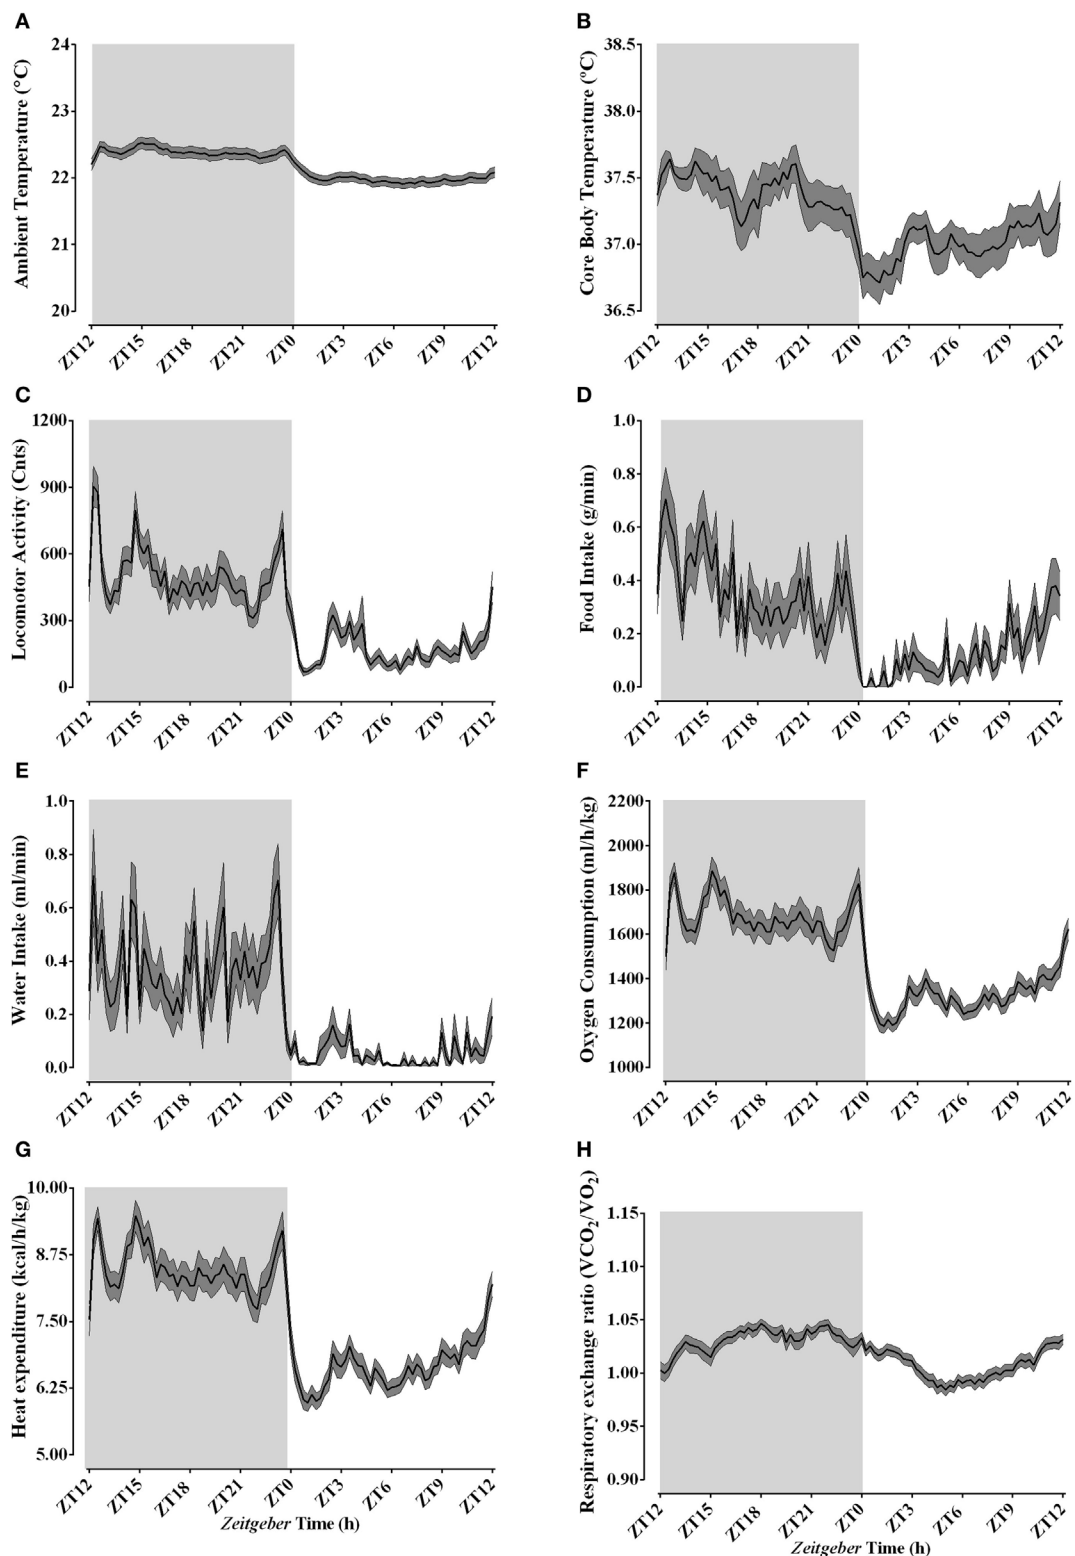 A
Ambient Temperature (°C)
24
23
22
21
20
ZT12 ZT15 ZT18 ZT21 ZT0 ZT3 ZT6 ZT9 ZT12
B
Core Body Temperature (°C)
38.5
38.0
37.5
37.0
36.5
ZT12 ZT15 ZT18 ZT21 ZT0 ZT3 ZT6 ZT9 ZT12
C
Locomotor Activity (Cnts)
1200
900
600
300
0
ZT12 ZT15 ZT18 ZT21 ZT0 ZT3 ZT6 ZT9 ZT12
D
Food Intake (g/min)
1.0
0.8
0.6
0.4
0.2
0.0
ZT12 ZT15 ZT18 ZT21 ZT0 ZT3 ZT6 ZT9 ZT12
E
Water Intake (ml/min)
1.0
0.8
0.6
0.4
0.2
0.0
ZT12 ZT15 ZT18 ZT21 ZT0 ZT3 ZT6 ZT9 ZT12
F
Oxygen Consumption (ml/h/kg)
2200
2000
1800
1600
1400
1200
1000
ZT12 ZT15 ZT18 ZT21 ZT0 ZT3 ZT6 ZT9 ZT12
G
Heat expenditure (kcal/h/kg)
10.00
8.75
7.50
6.25
5.00
ZT12 ZT15 ZT18 ZT21 ZT0 ZT3 ZT6 ZT9 ZT12
Zeitgeber Time (h)
H
Respiratory exchange ratio (VCO2/VO2)
1.15
1.10
1.05
1.00
0.95
0.90
ZT12 ZT15 ZT18 ZT21 ZT0 ZT3 ZT6 ZT9 ZT12
Zeitgeber Time (h)